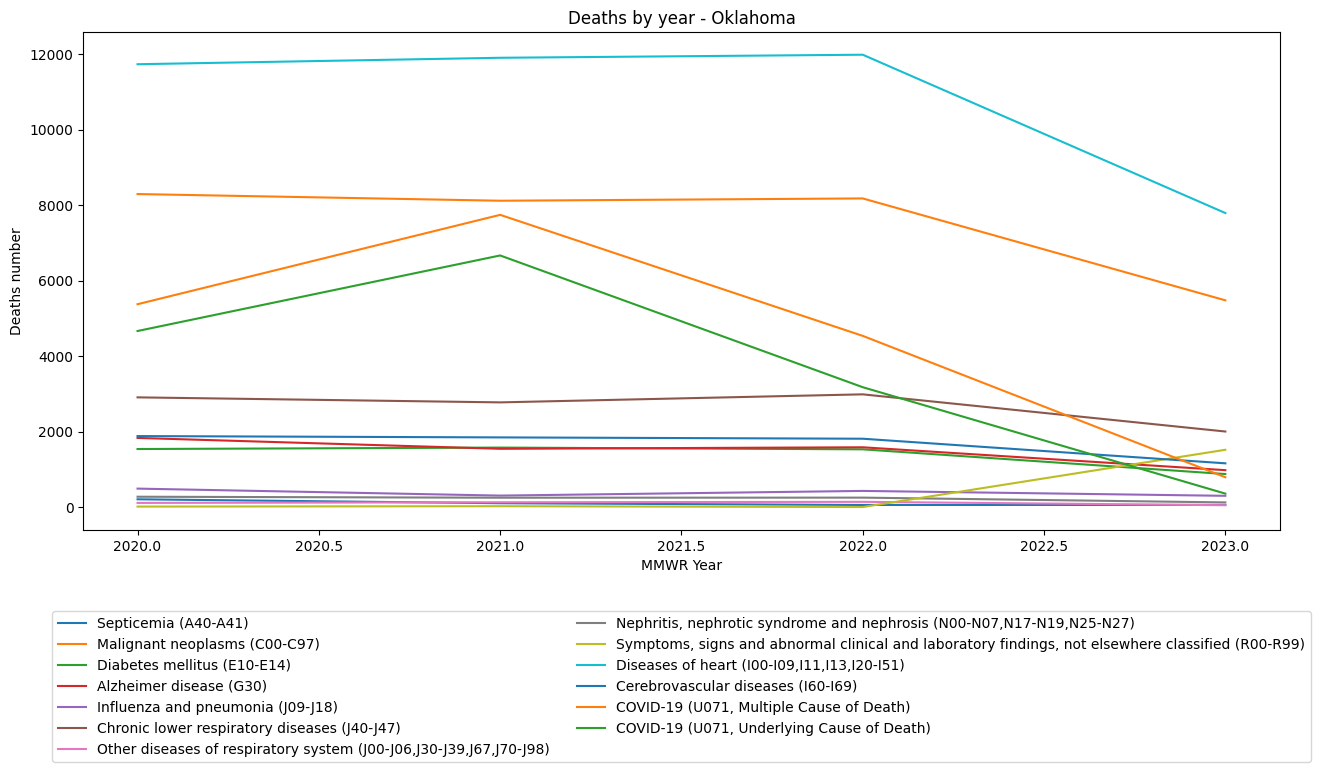 Deaths by year - Oklahoma
12000
10000
8000
6000
4000
2000
0
Deaths number
2020.0 2020.5 2021.0 2021.5 2022.0 2022.5 2023.0
MMWR Year
Septicemia (A40-A41)
Malignant neoplasms (C00-C97)
Diabetes mellitus (E10-E14)
Alzheimer disease (G30)
Influenza and pneumonia (J09-J18)
Chronic lower respiratory diseases (J40-J47)
Other diseases of respiratory system (J00-J06,J30-J39,J67,J70-J98)
Nephritis, nephrotic syndrome and nephrosis (N00-N07,N17-N19,N25-N27)
Symptoms, signs and abnormal clinical and laboratory findings, not elsewhere classified (R00-R99)
Diseases of heart (I00-I09,I11,I13,I20-I51)
Cerebrovascular diseases (I60-I69)
COVID-19 (U071, Multiple Cause of Death)
COVID-19 (U071, Underlying Cause of Death)